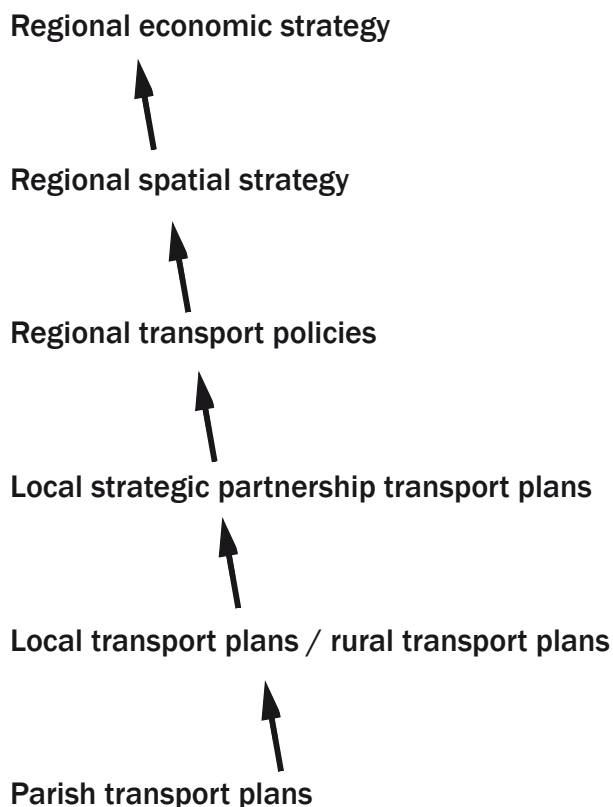 Regional economic strategy
Regional spatial strategy
Regional transport policies
Local strategic partnership transport plans
Local transport plans / rural transport plans
Parish transport plans